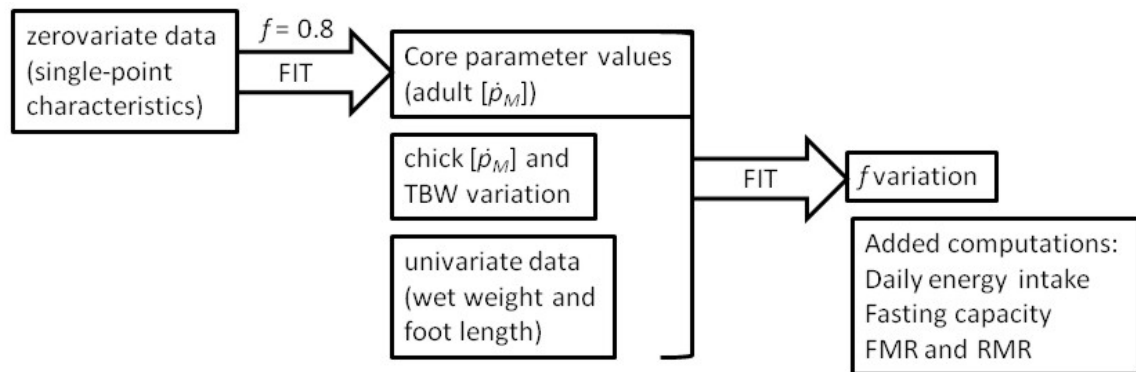 zerovariate data
(single-point
characteristics)
f = 0.8
FIT
Core parameter values
(adult [ṗM])
chick [ṗM] and
TBW variation
univariate data
(wet weight and
foot length)
FIT
f variation
Added computations:
Daily energy intake
Fasting capacity
FMR and RMR